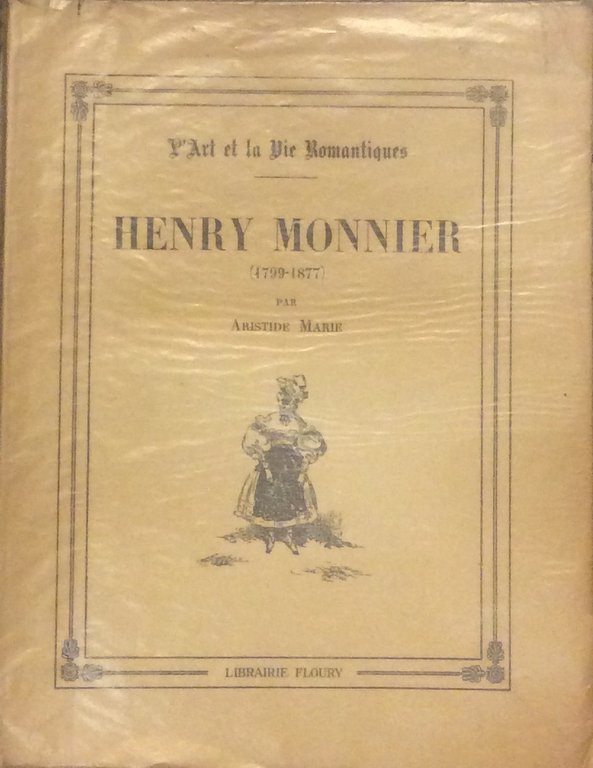 L'Art et la Vie Romantiques
HENRY MONNIER
(1799-1877)
PAR
ARISTIDE MARIE
LIBRAIRIE FLOURY